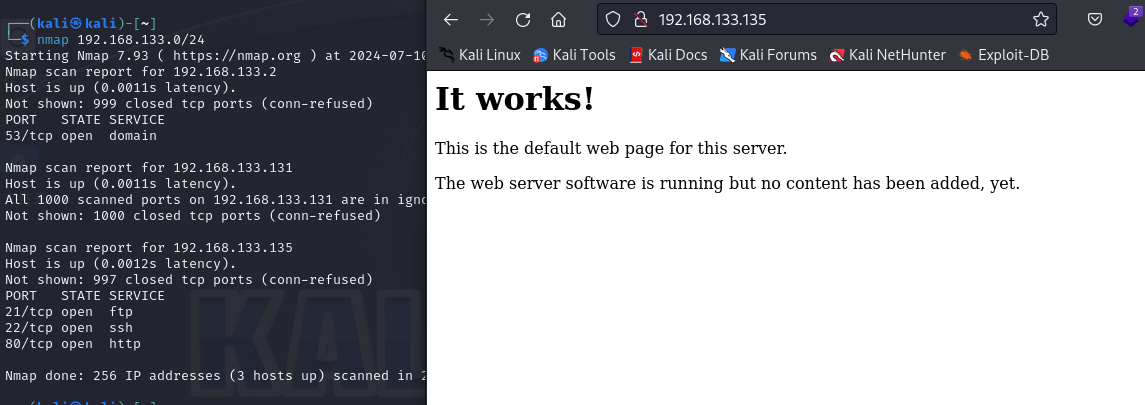 ┌──(kali㉿kali)-[~]
└─$ nmap 192.168.133.0/24
Starting Nmap 7.93 ( https://nmap.org ) at 2024-07-10
Nmap scan report for 192.168.133.2
Host is up (0.0011s latency).
Not shown: 999 closed tcp ports (conn-refused)
PORT   STATE SERVICE
53/tcp open  domain
Nmap scan report for 192.168.133.131
Host is up (0.0011s latency).
All 1000 scanned ports on 192.168.133.131 are in igno
Not shown: 1000 closed tcp ports (conn-refused)
Nmap scan report for 192.168.133.135
Host is up (0.0012s latency).
Not shown: 997 closed tcp ports (conn-refused)
PORT   STATE SERVICE
21/tcp open  ftp
22/tcp open  ssh
80/tcp open  http
Nmap done: 256 IP addresses (3 hosts up) scanned in 2
KAL
192.168.133.135
2
Kali Linux Kali Tools Kali Docs Kali Forums Kali NetHunter Exploit-DB
It works!
This is the default web page for this server.
The web server software is running but no content has been added, yet.